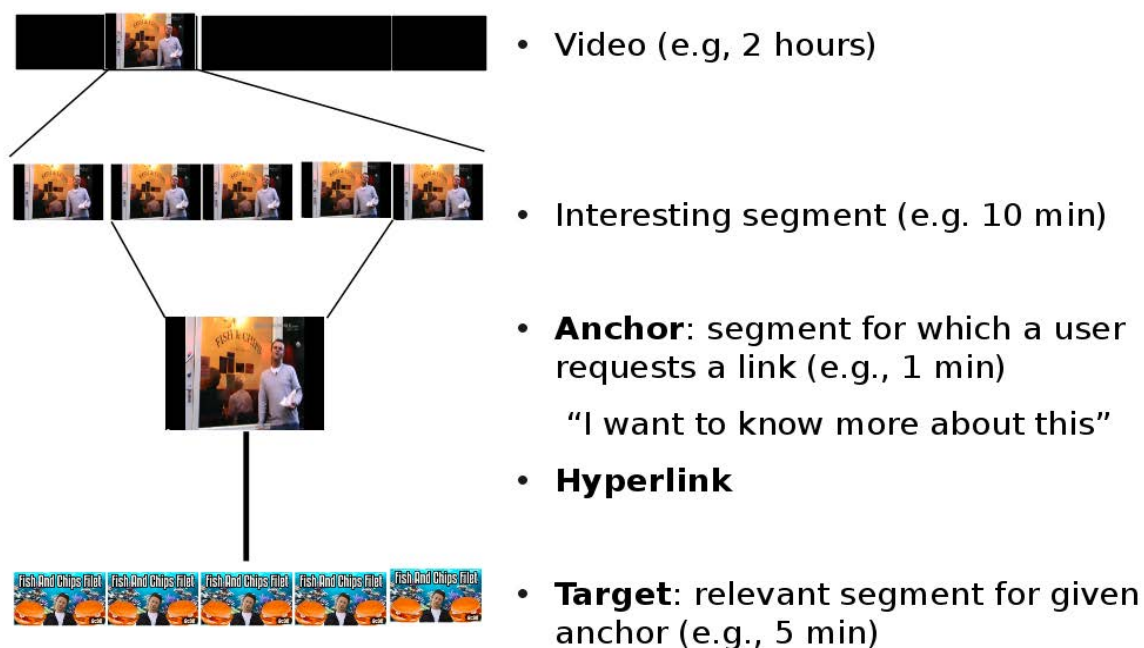 • Video (e.g, 2 hours)
• Interesting segment (e.g. 10 min)
• Anchor: segment for which a user
requests a link (e.g., 1 min)
“I want to know more about this”
• Hyperlink
FISH & CHIPS
Fish And Chips Filet
Fish And Chips Filet
Fish And Chips Filet
Fish And Chips Filet
Fish And Chips Filet
• Target: relevant segment for given
anchor (e.g., 5 min)